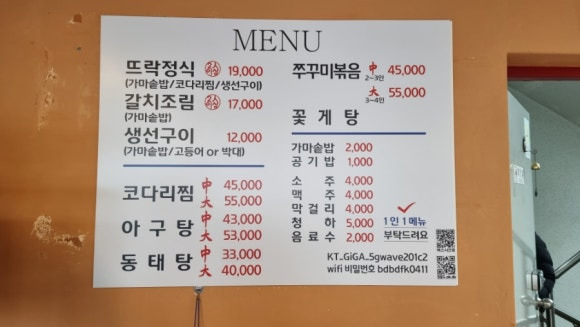 MENU
뜨락정식 19,000
(가마솥밥/코다리찜/생선구이)
갈치조림 17,000
(가마솥밥)
생선구이 12,000
(가마솥밥/고등어 or 박대)
코다리찜 中 45,000
大 55,000
아구탕 中 43,000
大 53,000
동태탕 中 33,000
大 40,000
쭈꾸미볶음 中 45,000
2~3인
大 55,000
3~4인
꽃게탕
가마솥밥 2,000
공기밥 1,000
소주 4,000
맥주 4,000
막걸리 4,000
청하 5,000
음료수 2,000
1인 1메뉴
부탁드려요
KT_GiGA_5gwave201c2
wifi 비밀번호 bdbdfk0411